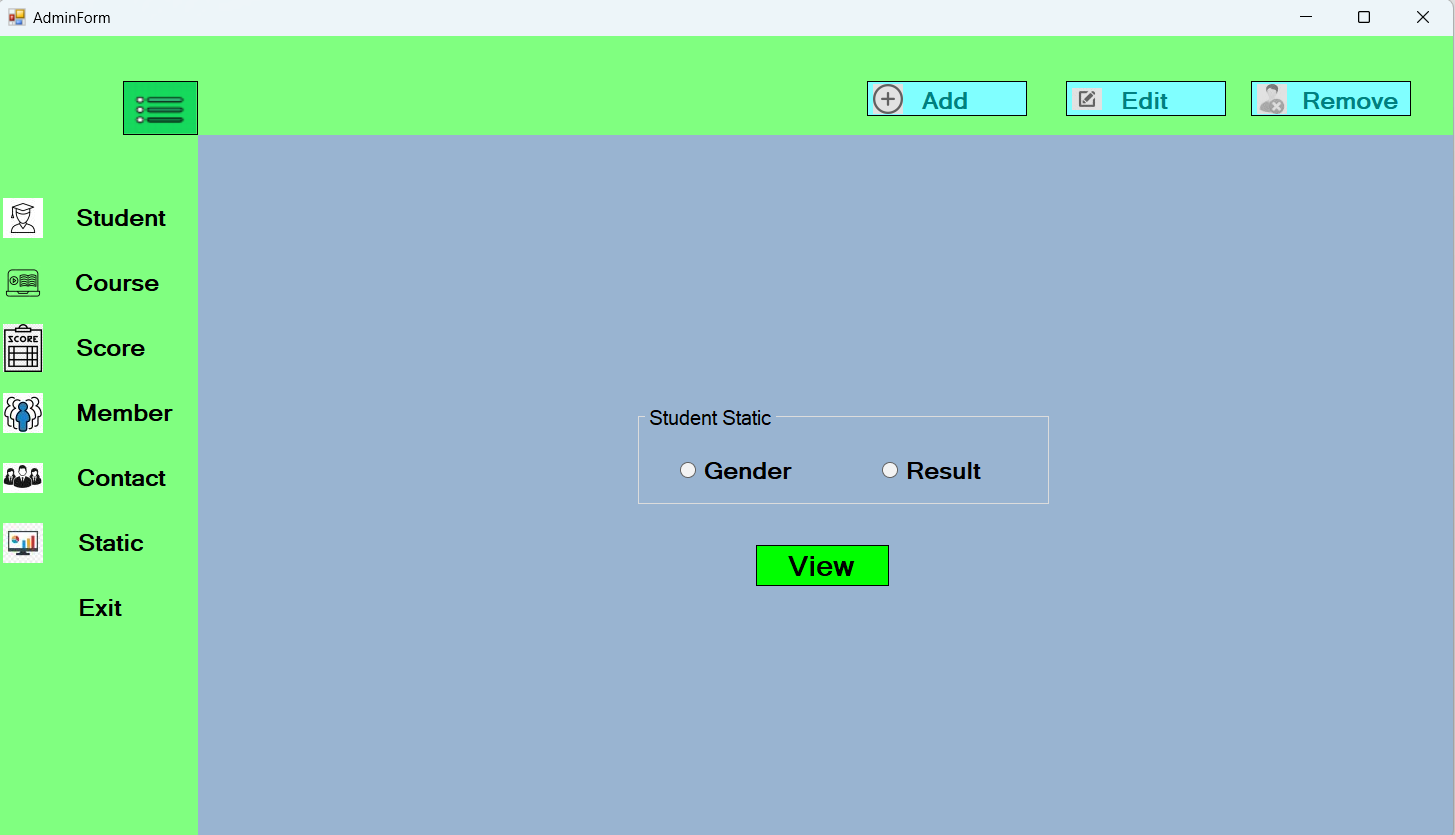 AdminForm
Add Edit Remove
Student
Course
SCORE
Score
Member
Contact
Static
Exit
Student Static
Gender Result
View